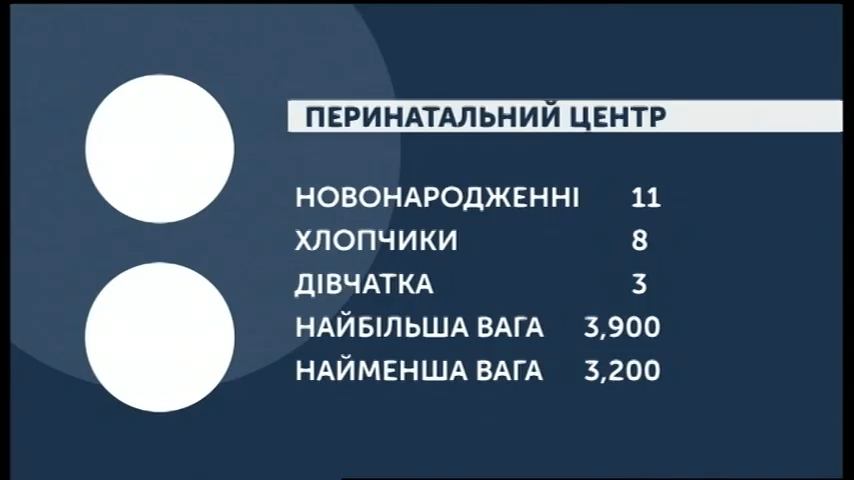 ПЕРИНАТАЛЬНИЙ ЦЕНТР
НОВОНАРОДЖЕННІ 11
ХЛОПЧИКИ 8
ДІВЧАТКА 3
НАЙБІЛЬША ВАГА 3,900
НАЙМЕНША ВАГА 3,200